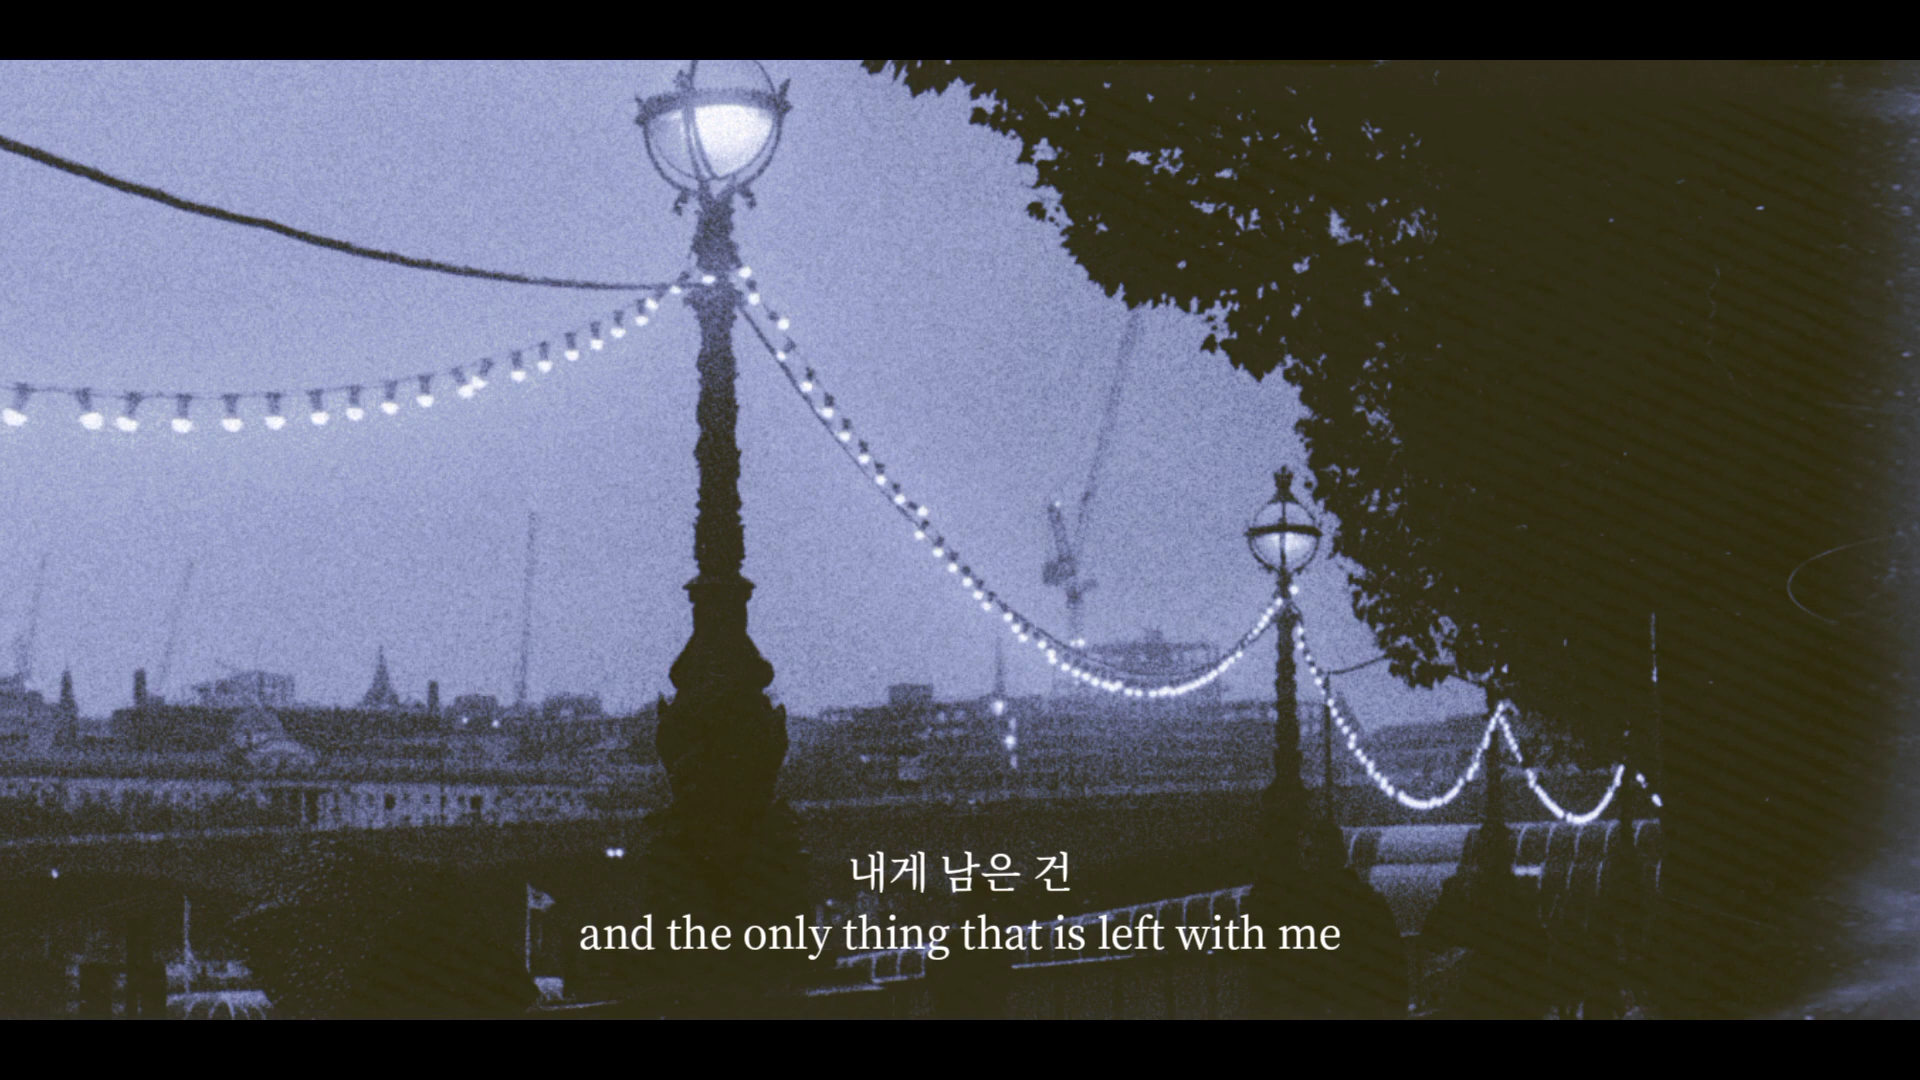 내게 남은 건
and the only thing that is left with me